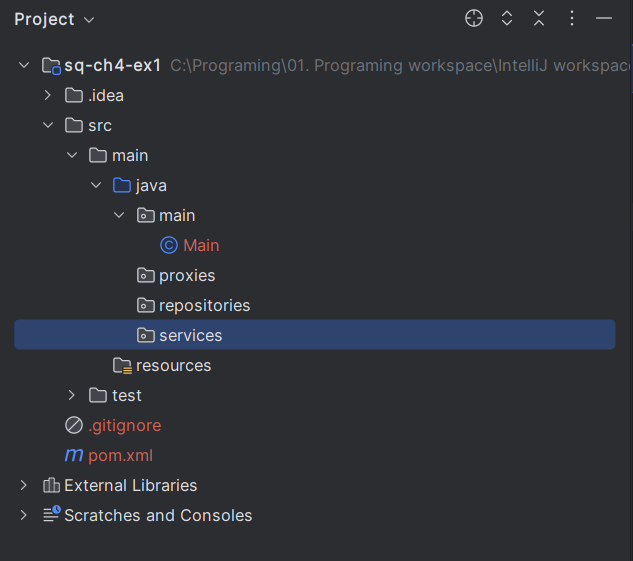 Project
sq-ch4-ex1 C:\Programing\01. Programing workspace\IntelliJ workspac
.idea
src
main
java
main
Main
proxies
repositories
services
resources
test
.gitignore
pom.xml
External Libraries
Scratches and Consoles